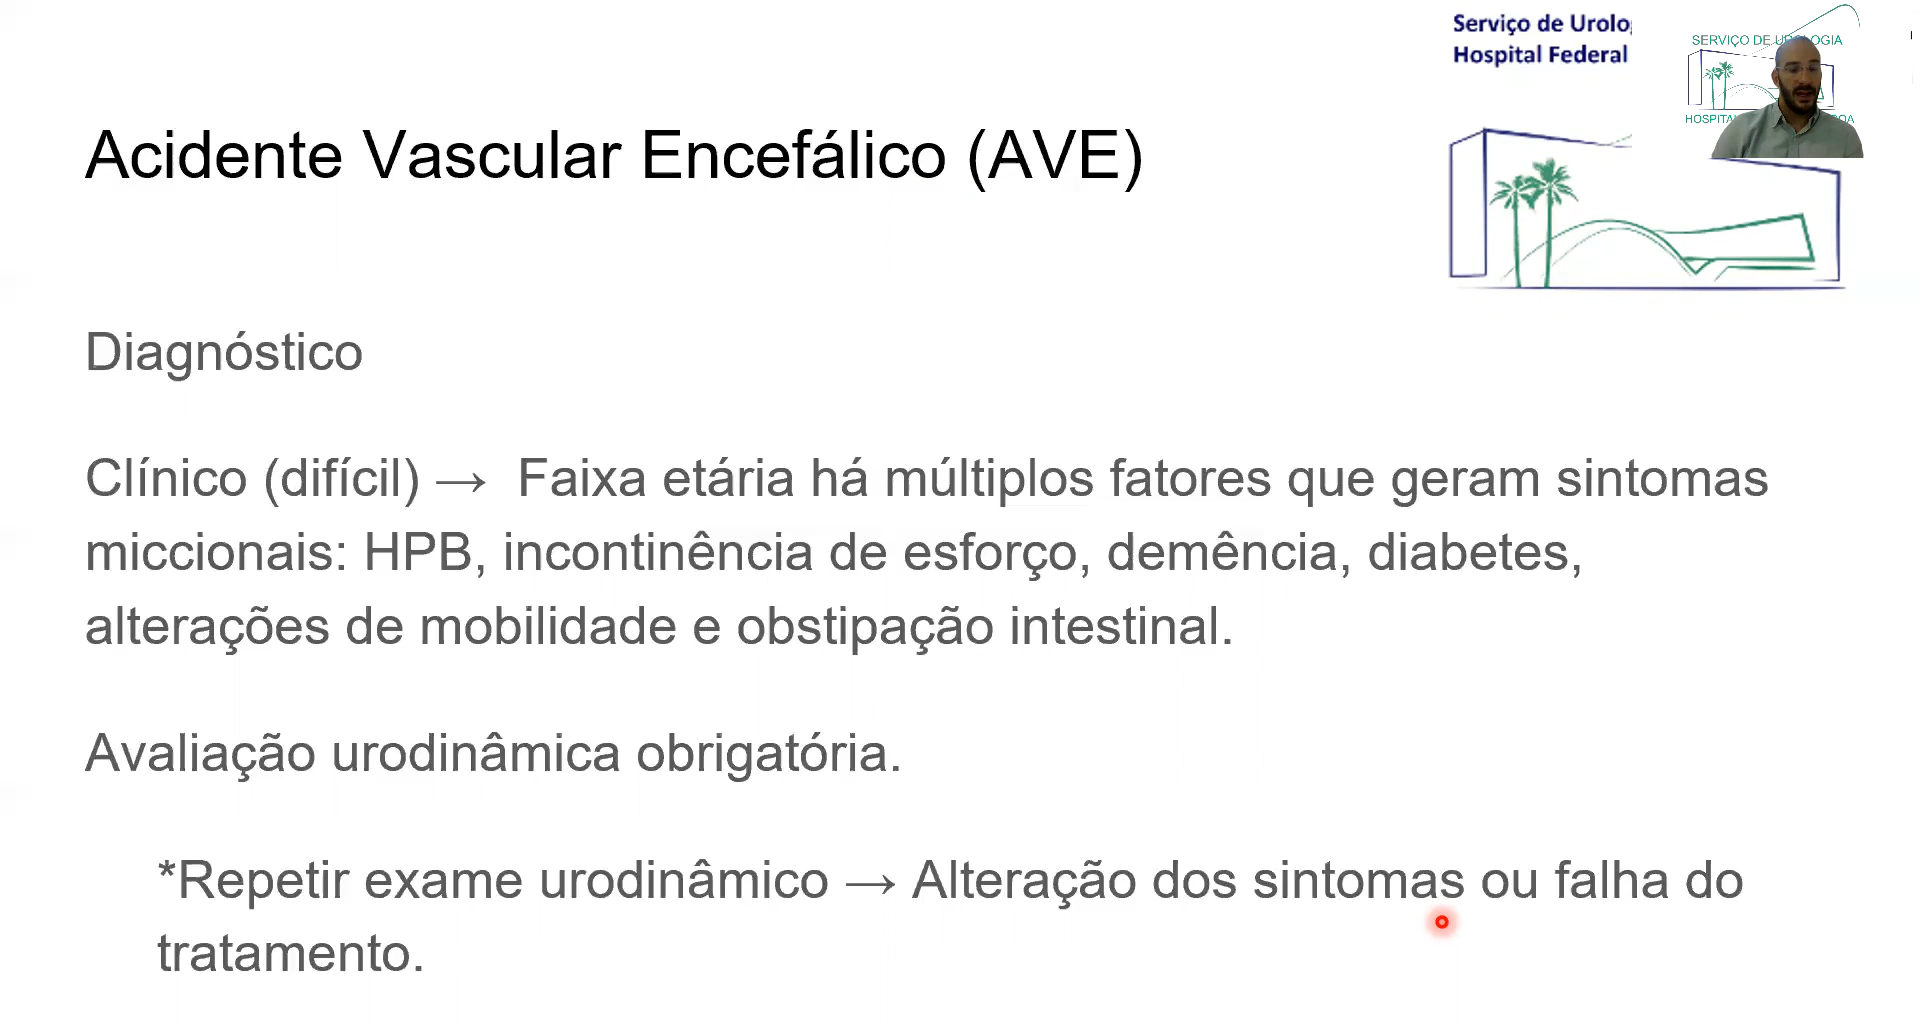 Serviço de Urolo
Hospital Federal
SERVIÇO DE UROLOGIA
Acidente Vascular Encefálico (AVE)
Diagnóstico
Clínico (difícil) → Faixa etária há múltiplos fatores que geram sintomas
miccionais: HPB, incontinência de esforço, demência, diabetes,
alterações de mobilidade e obstipação intestinal.
Avaliação urodinâmica obrigatória.
*Repetir exame urodinâmico → Alteração dos sintomas ou falha do
tratamento.